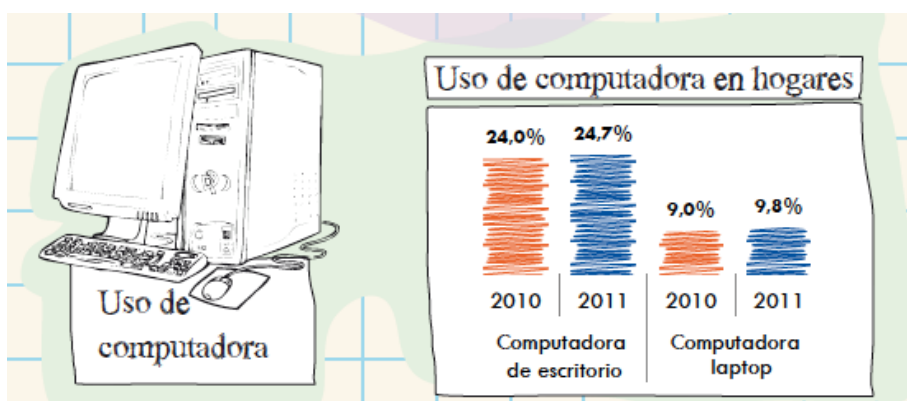 Uso de
computadora
Uso de computadora en hogares
24,0% 24,7%
9,0% 9,8%
2010 2011 2010 2011
Computadora
de escritorio
Computadora
laptop